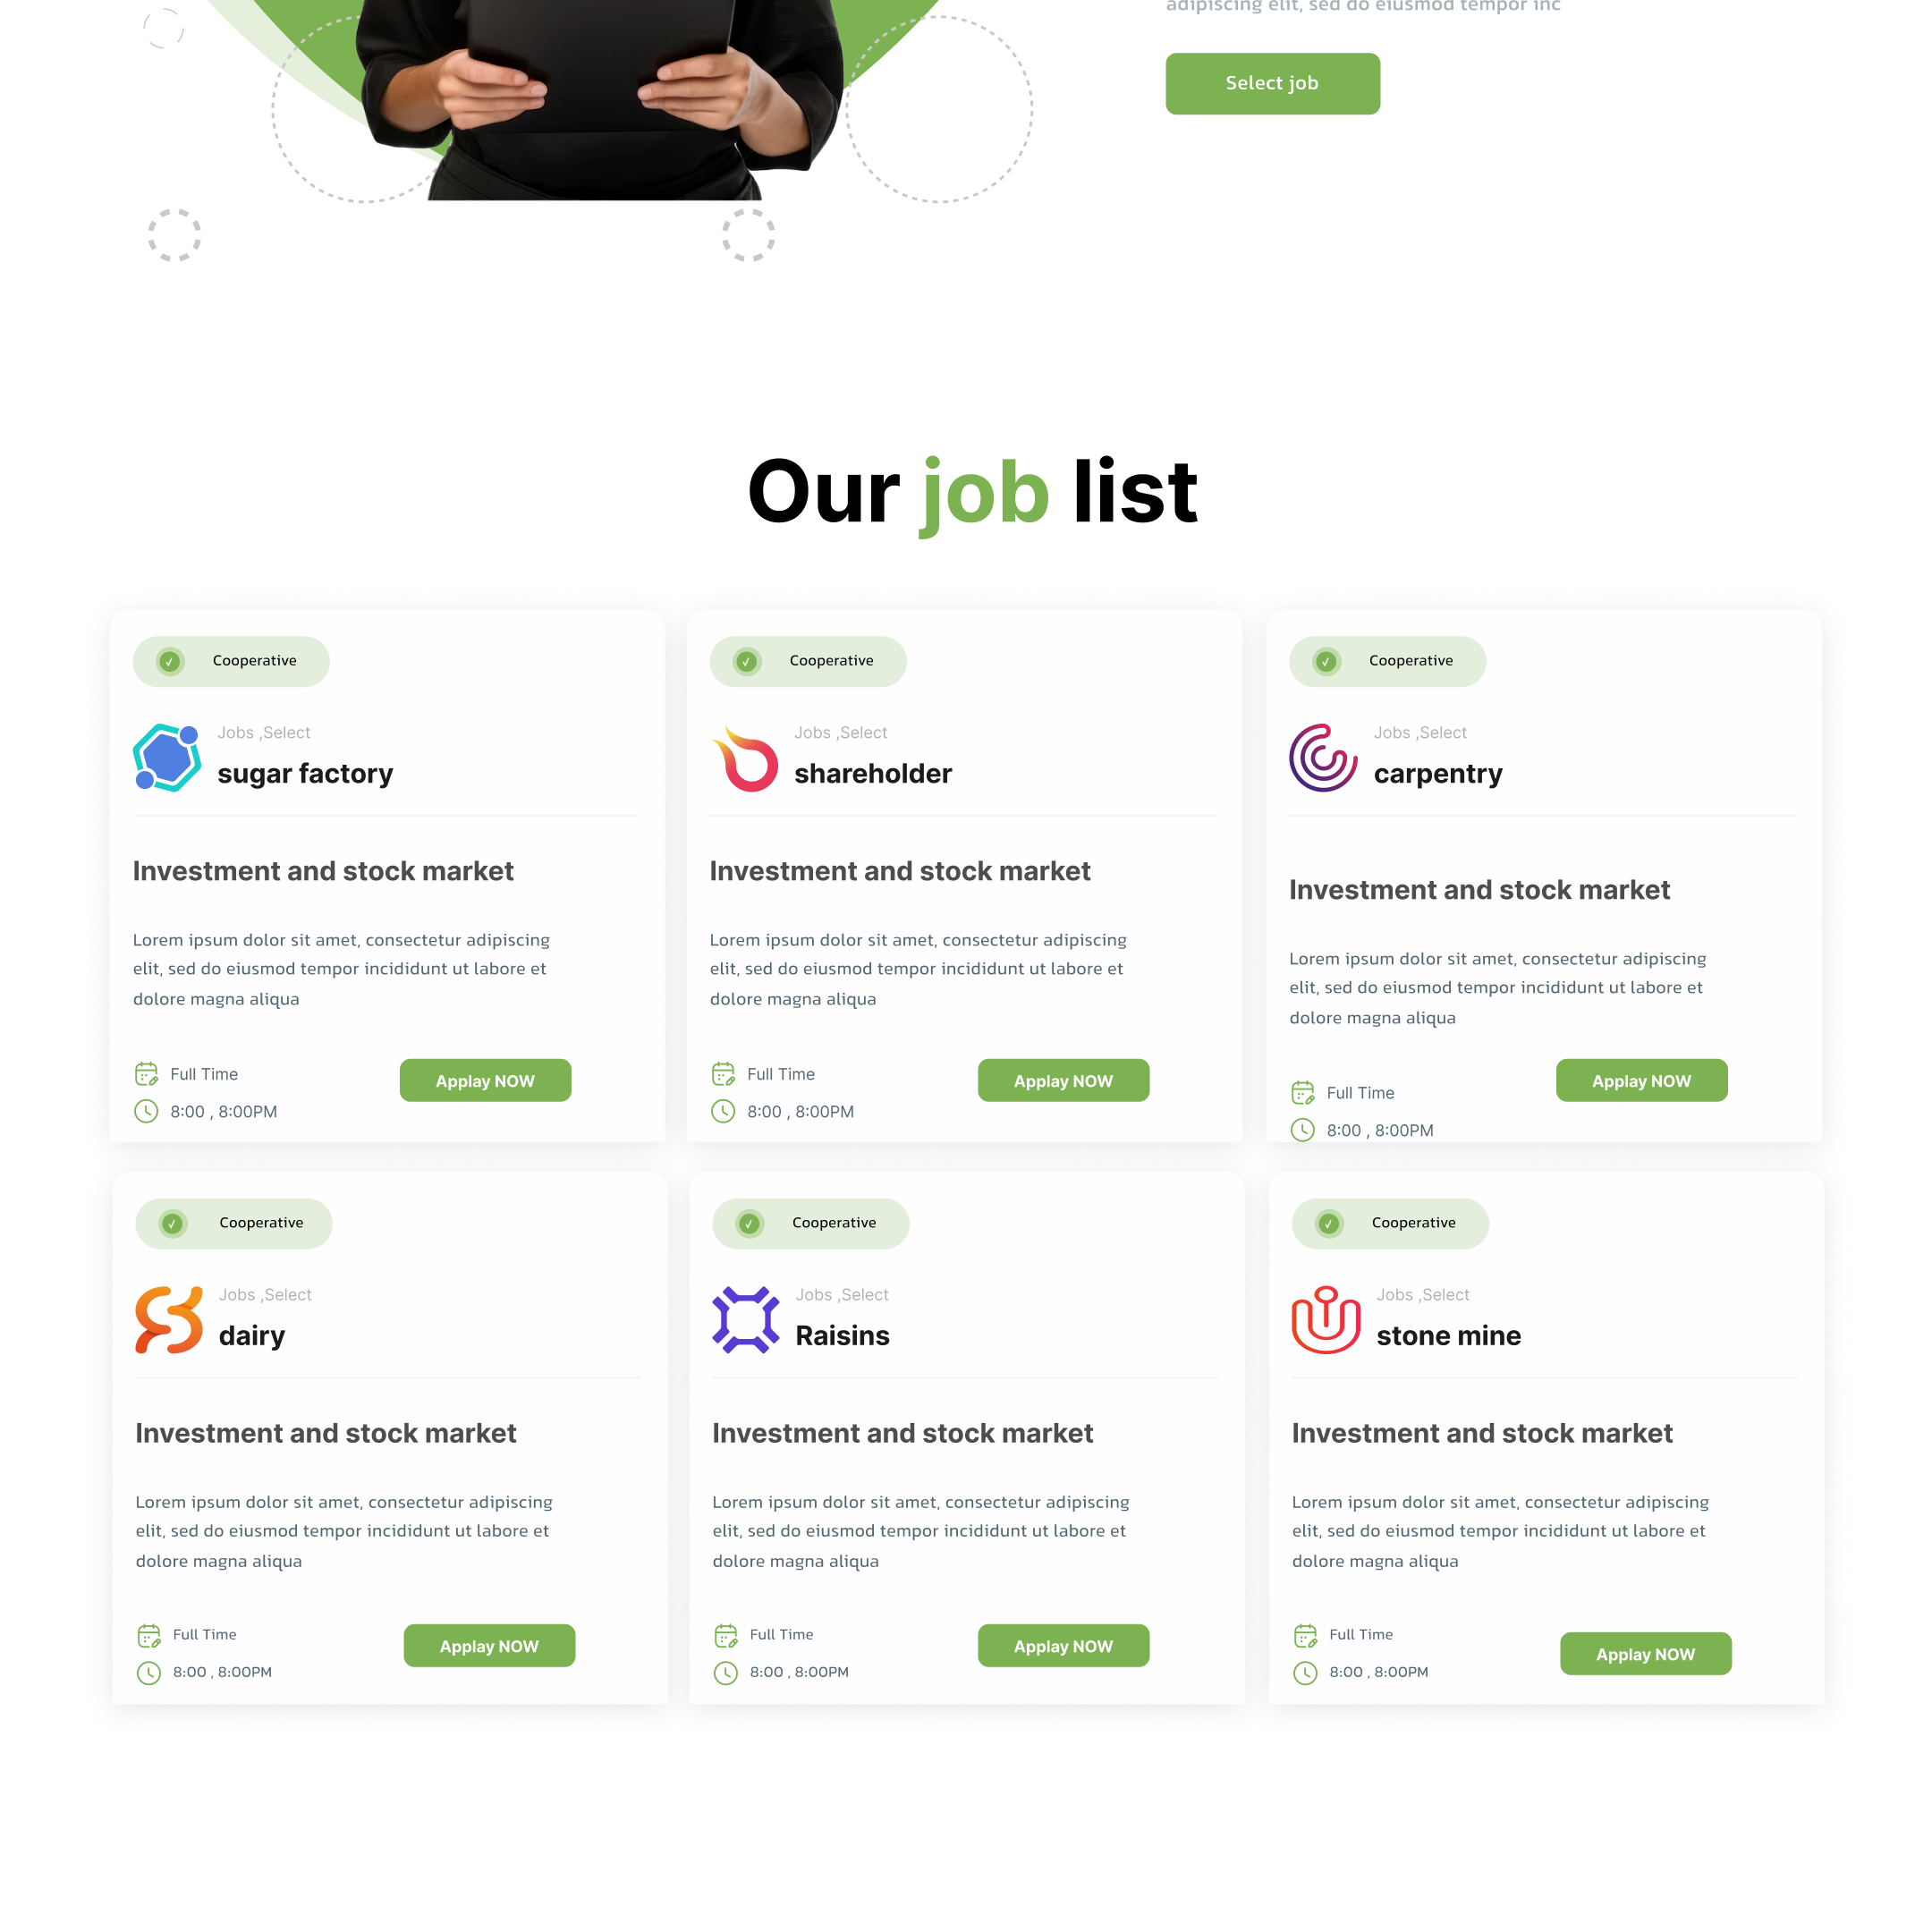 adipiscing elit, sed do eiusmod tempor inc
Select job
Our job list
Cooperative
Jobs ,Select
sugar factory
Investment and stock market
Lorem ipsum dolor sit amet, consectetur adipiscing
elit, sed do eiusmod tempor incididunt ut labore et
dolore magna aliqua
Full Time
8:00 , 8:00PM
Applay NOW
Cooperative
Jobs ,Select
shareholder
Investment and stock market
Lorem ipsum dolor sit amet, consectetur adipiscing
elit, sed do eiusmod tempor incididunt ut labore et
dolore magna aliqua
Full Time
8:00 , 8:00PM
Applay NOW
Cooperative
Jobs ,Select
carpentry
Investment and stock market
Lorem ipsum dolor sit amet, consectetur adipiscing
elit, sed do eiusmod tempor incididunt ut labore et
dolore magna aliqua
Full Time
8:00 , 8:00PM
Applay NOW
Cooperative
Jobs ,Select
dairy
Investment and stock market
Lorem ipsum dolor sit amet, consectetur adipiscing
elit, sed do eiusmod tempor incididunt ut labore et
dolore magna aliqua
Full Time
8:00 , 8:00PM
Applay NOW
Cooperative
Jobs ,Select
Raisins
Investment and stock market
Lorem ipsum dolor sit amet, consectetur adipiscing
elit, sed do eiusmod tempor incididunt ut labore et
dolore magna aliqua
Full Time
8:00 , 8:00PM
Applay NOW
Cooperative
Jobs ,Select
stone mine
Investment and stock market
Lorem ipsum dolor sit amet, consectetur adipiscing
elit, sed do eiusmod tempor incididunt ut labore et
dolore magna aliqua
Full Time
8:00 , 8:00PM
Applay NOW